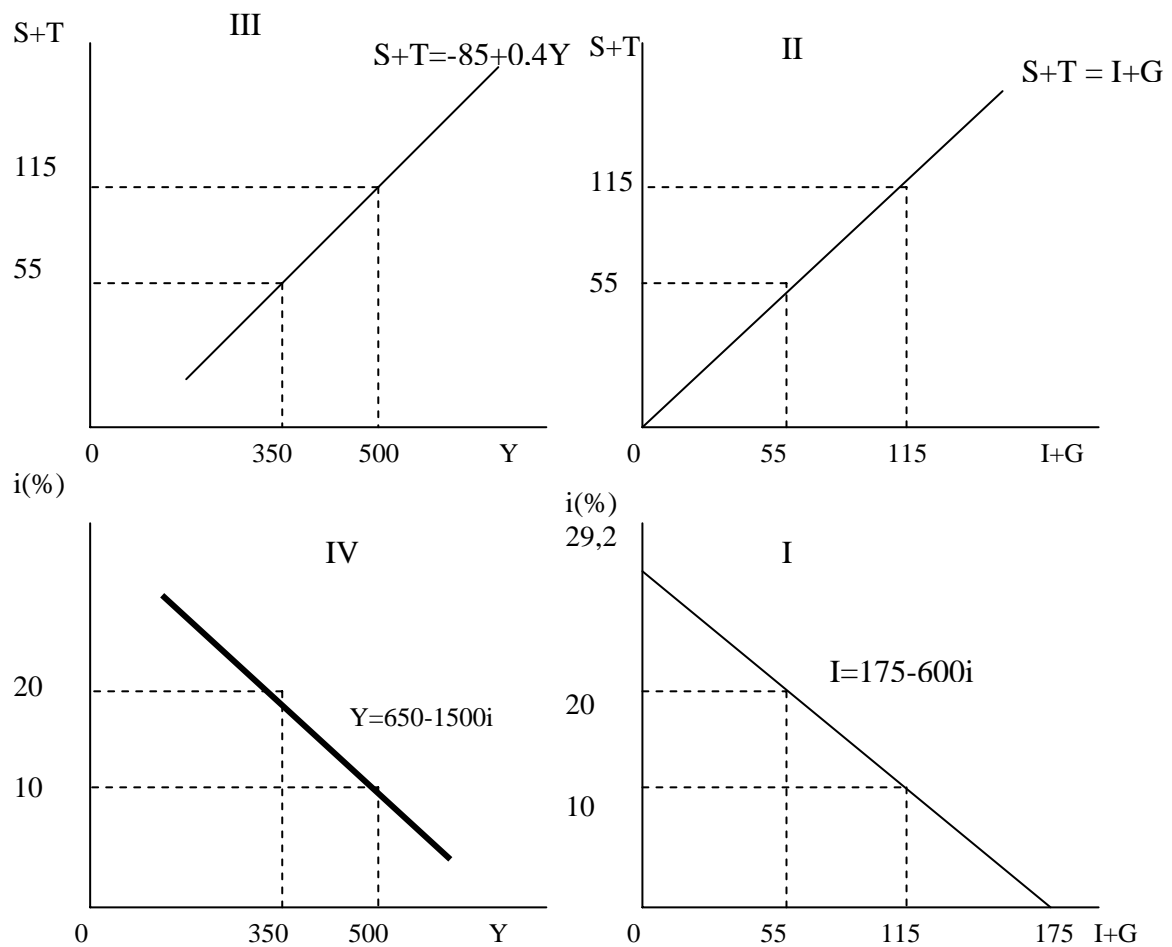 III
S+T
S+T=-85+0.4Y
115
55
0
350
500
Y
II
S+T
S+T = I+G
115
55
0
55
115
I+G
i(%)
IV
20
Y=650-1500i
10
0
350
500
Y
i(%)
29,2
I
I=175-600i
20
10
0
55
115
175
I+G